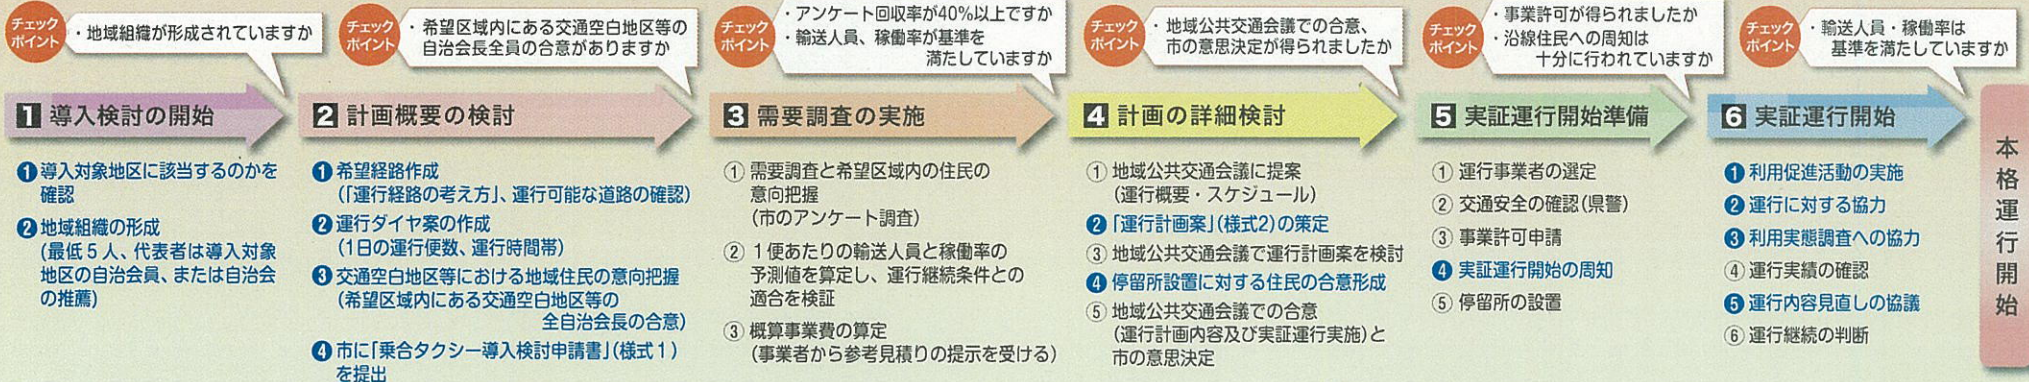 チェック
ポイント
・地域組織が形成されていますか
チェック
ポイント
・希望区域内にある交通空白地区等の
自治会長全員の合意がありますか
チェック
ポイント
・アンケート回収率が40%以上ですか
・輸送人員、稼働率が基準を
満たしていますか
チェック
ポイント
・地域公共交通会議での合意、
市の意思決定が得られましたか
チェック
ポイント
・事業許可が得られましたか
・沿線住民への周知は
十分に行われていますか
チェック
ポイント
・輸送人員・稼働率は
基準を満たしていますか
1 導入検討の開始
❶導入対象地区に該当するのかを
確認
❷地域組織の形成
(最低5人、代表者は導入対象
地区の自治会員、または自治会
の推薦)
2 計画概要の検討
❶希望経路作成
(「運行経路の考え方」、運行可能な道路の確認)
❷運行ダイヤ案の作成
(1日の運行便数、運行時間帯)
❸交通空白地区等における地域住民の意向把握
(希望区域内にある交通空白地区等の
全自治会長の合意)
❹市に「乗合タクシー導入検討申請書」(様式1)
を提出
3 需要調査の実施
①需要調査と希望区域内の住民の
意向把握
(市のアンケート調査)
②1便あたりの輸送人員と稼働率の
予測値を算定し、運行継続条件との
適合を検証
③概算事業費の算定
(事業者から参考見積りの提示を受ける)
4 計画の詳細検討
①地域公共交通会議に提案
(運行概要・スケジュール)
❷「運行計画案」(様式2)の策定
③地域公共交通会議で運行計画案を検討
❹停留所設置に対する住民の合意形成
⑤地域公共交通会議での合意
(運行計画内容及び実証運行実施)と
市の意思決定
5 実証運行開始準備
①運行事業者の選定
②交通安全の確認(県警)
③事業許可申請
❹実証運行開始の周知
⑤停留所の設置
6 実証運行開始
❶利用促進活動の実施
❷運行に対する協力
❸利用実態調査への協力
④運行実績の確認
❺運行内容見直しの協議
⑥運行継続の判断
本格運行開始